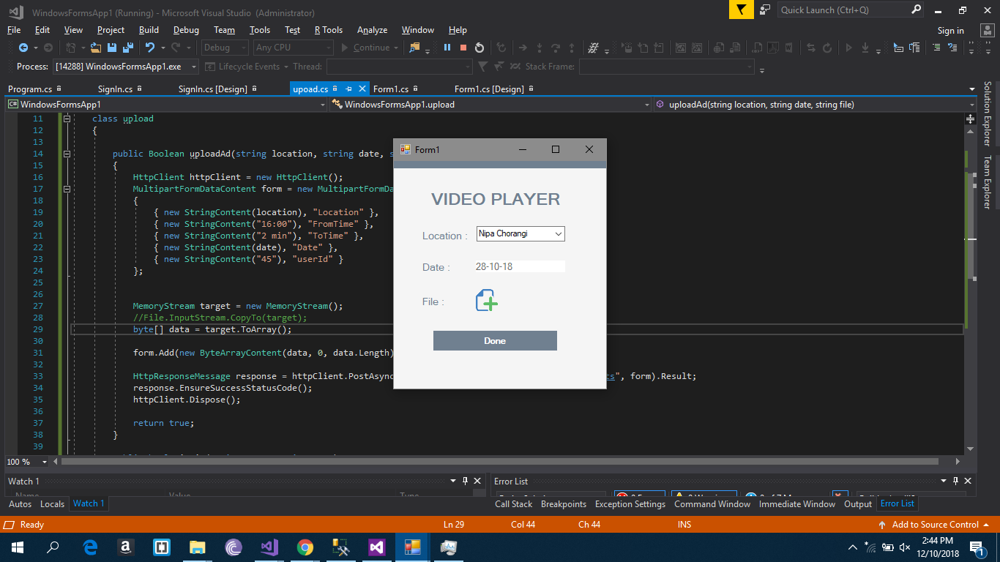 WindowsFormsApp1 (Running) - Microsoft Visual Studio (Administrator)
Quick Launch (Ctrl+Q)
File Edit View Project Build Debug Team Tools Test R Tools Analyze Window Help
Sign in
Debug Any CPU Continue
Process: [14288] WindowsFormsApp1.exe Lifecycle Events Thread: Stack Frame:
Program.cs SignIn.cs SignIn.cs [Design] upoad.cs Form1.cs Form1.cs [Design]
C# WindowsFormsApp1 WindowsFormsApp1.upload uploadAd(string location, string date, string file)
Solution Explorer
Team Explorer
11 class upload
12 {
13
14 public Boolean uploadAd(string location, string date, s
15 {
16 HttpClient httpClient = new HttpClient();
17 MultipartFormDataContent form = new MultipartFormDa
18 {
19 { new StringContent(location), "Location" },
20 { new StringContent("16:00"), "FromTime" },
21 { new StringContent("2 min"), "ToTime" },
22 { new StringContent(date), "Date" },
23 { new StringContent("45"), "userId" }
24 };
25
26
27 MemoryStream target = new MemoryStream();
28 //File.InputStream.CopyTo(target);
29 byte[] data = target.ToArray();
30
31 form.Add(new ByteArrayContent(data, 0, data.Length)
32
33 HttpResponseMessage response = httpClient.PostAsync ts", form).Result;
34 response.EnsureSuccessStatusCode();
35 httpClient.Dispose();
36
37 return true;
38 }
39
Form1
VIDEO PLAYER
Location : Nipa Chorangi
Date : 28-10-18
File :
Done
100 %
Watch 1
Error List
Name Value Type
Autos Locals Watch 1
Call Stack Breakpoints Exception Settings Command Window Immediate Window Output Error List
Ready Ln 29 Col 44 Ch 44 INS Add to Source Control
2:44 PM
12/10/2018
1